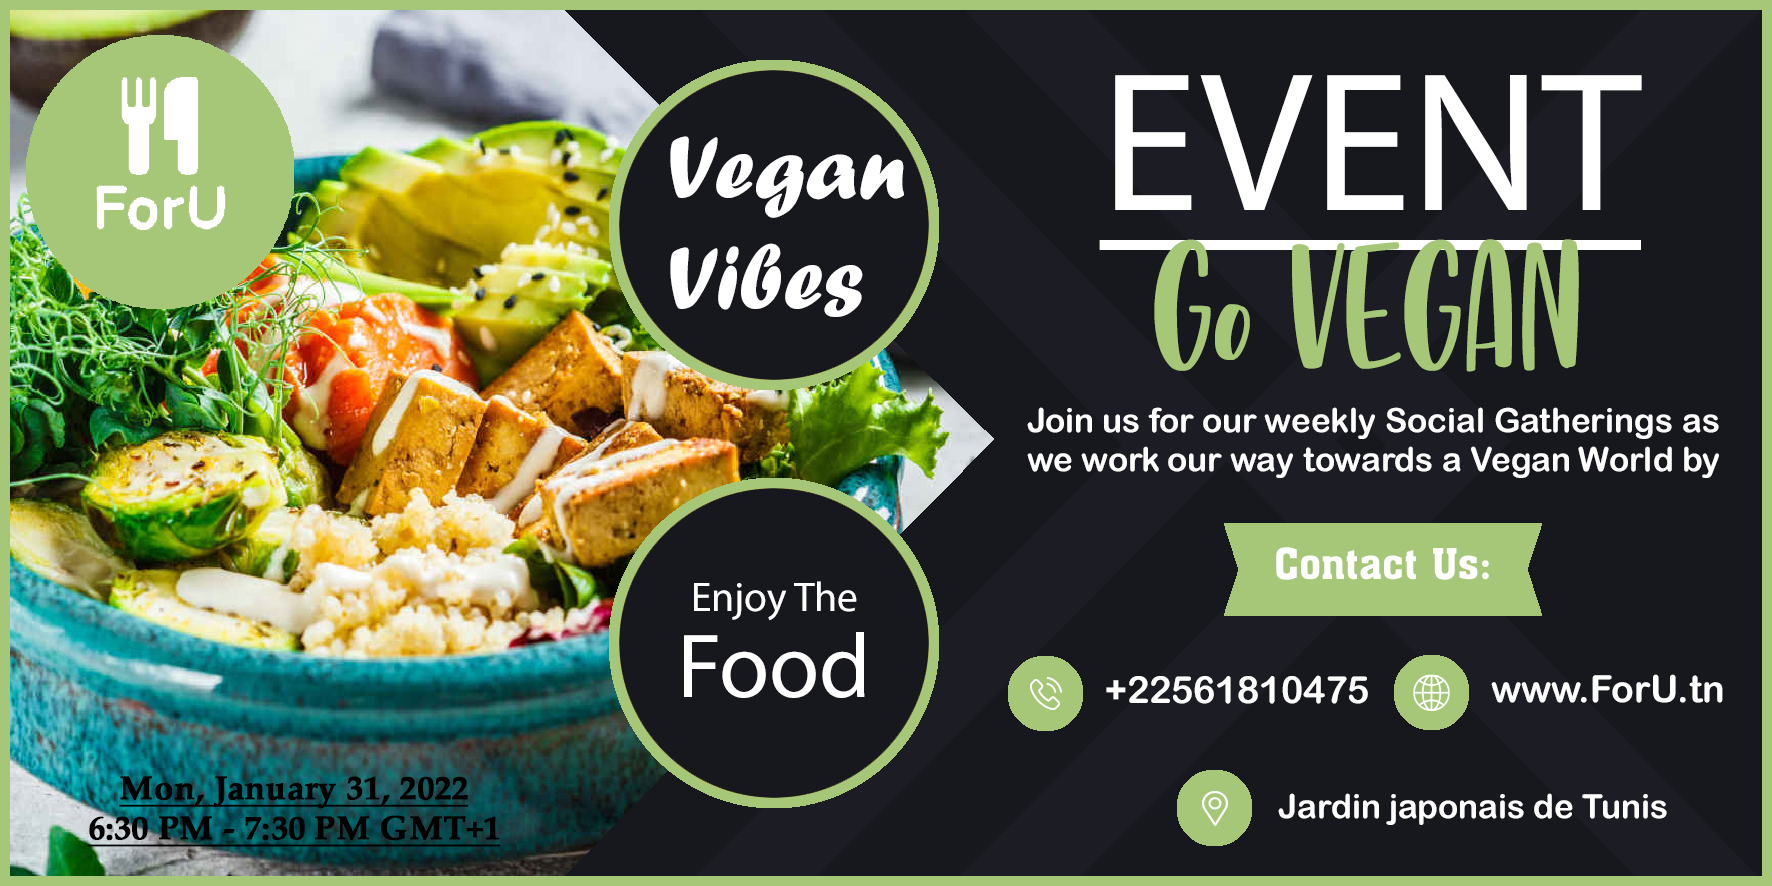 ForU
Vegan
Vibes
Enjoy The
Food
Mon, January 31, 2022
6:30 PM - 7:30 PM GMT+1
EVENT
Go VEGAN
Join us for our weekly Social Gatherings as
we work our way towards a Vegan World by
Contact Us:
+22561810475
www.ForU.tn
Jardin japonais de Tunis